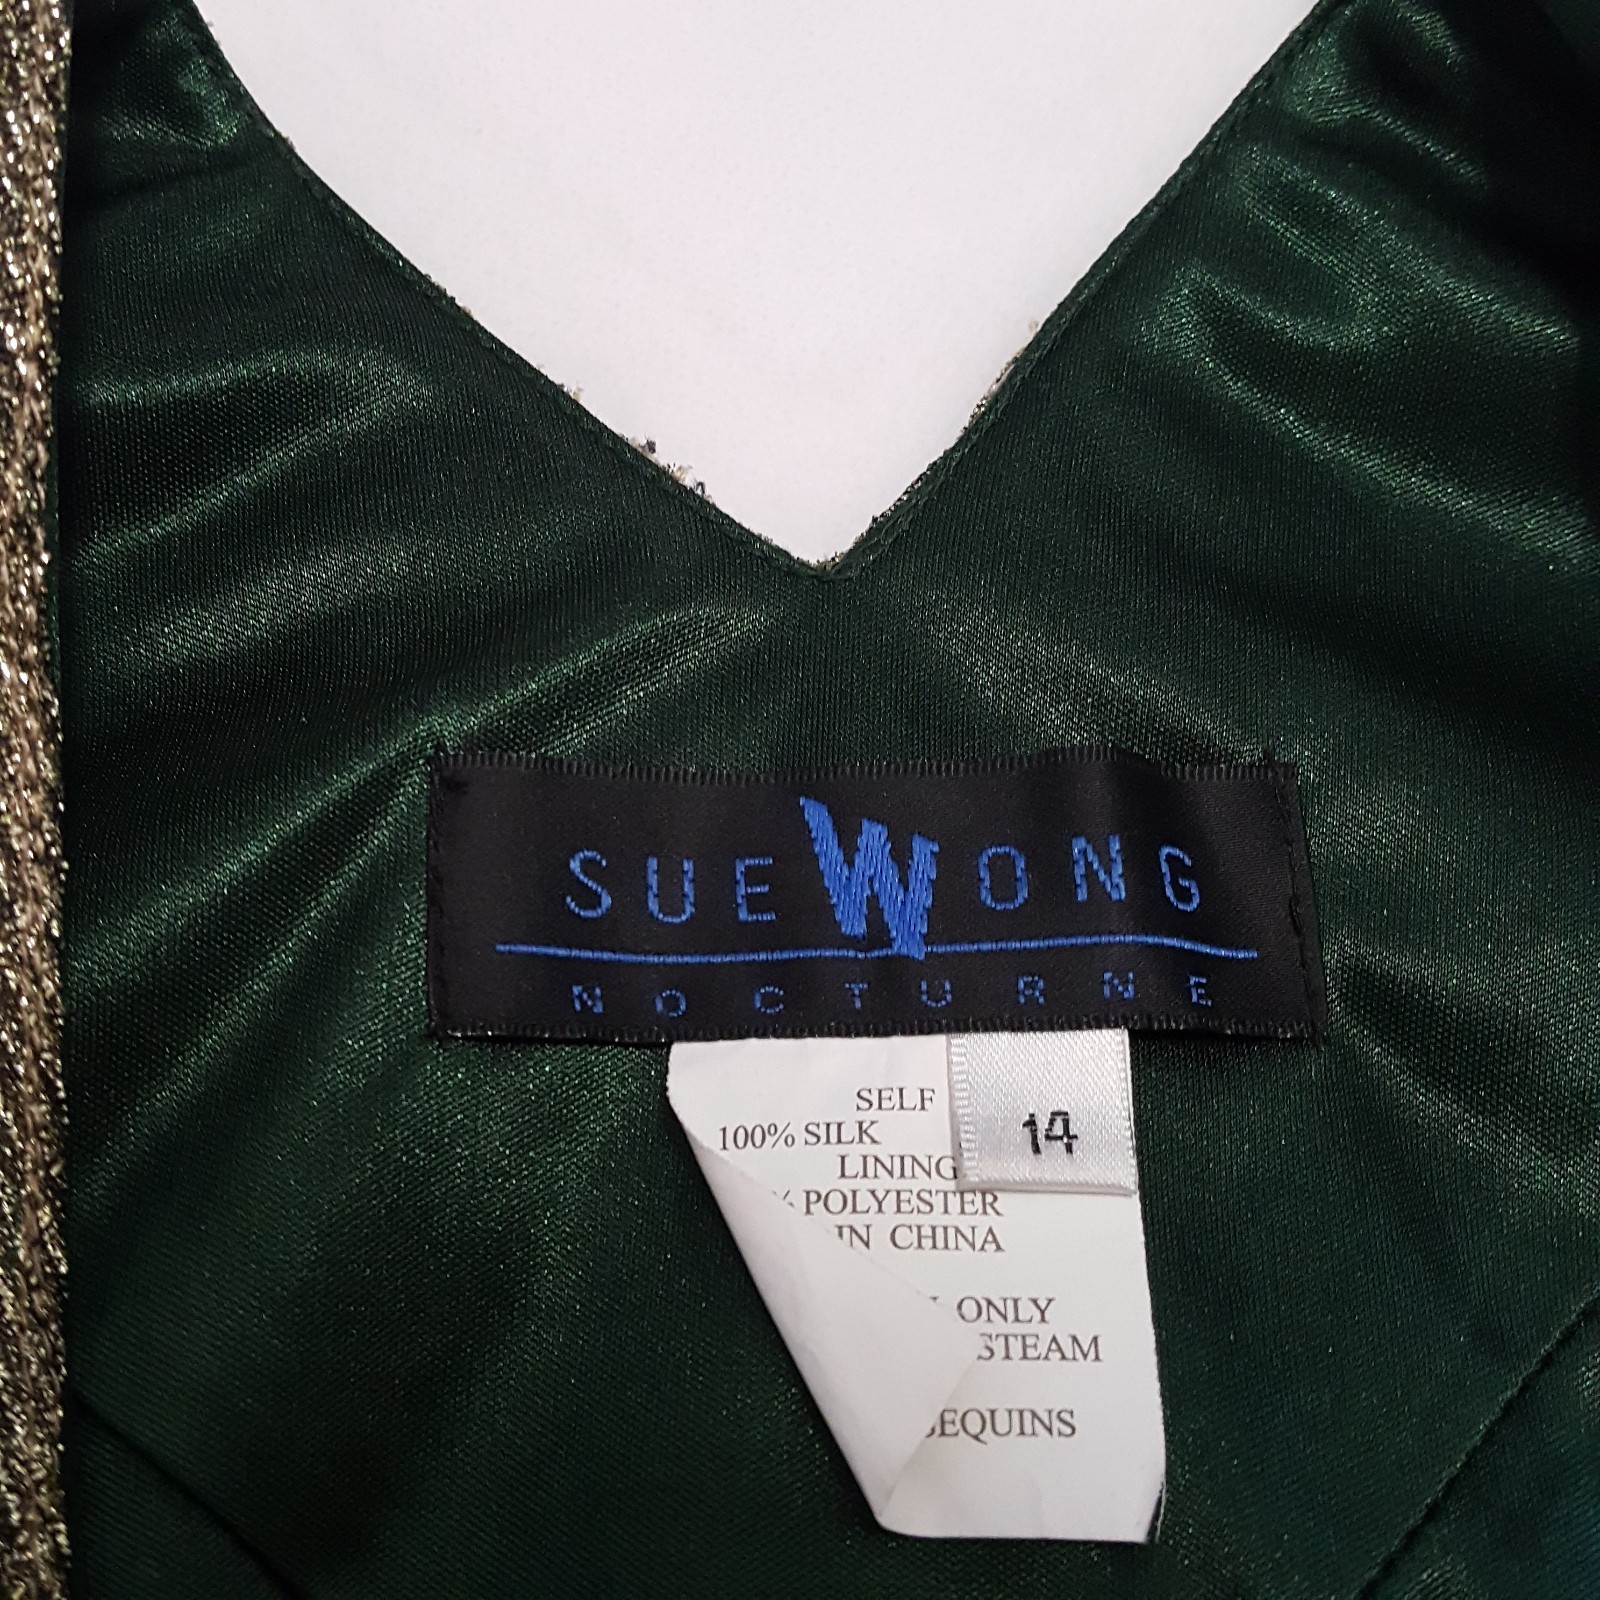 SUE WONG
NOCTURNE
14
SELF
100% SILK
LINING
% POLYESTER
IN CHINA
ONLY
STEAM
SEQUINS